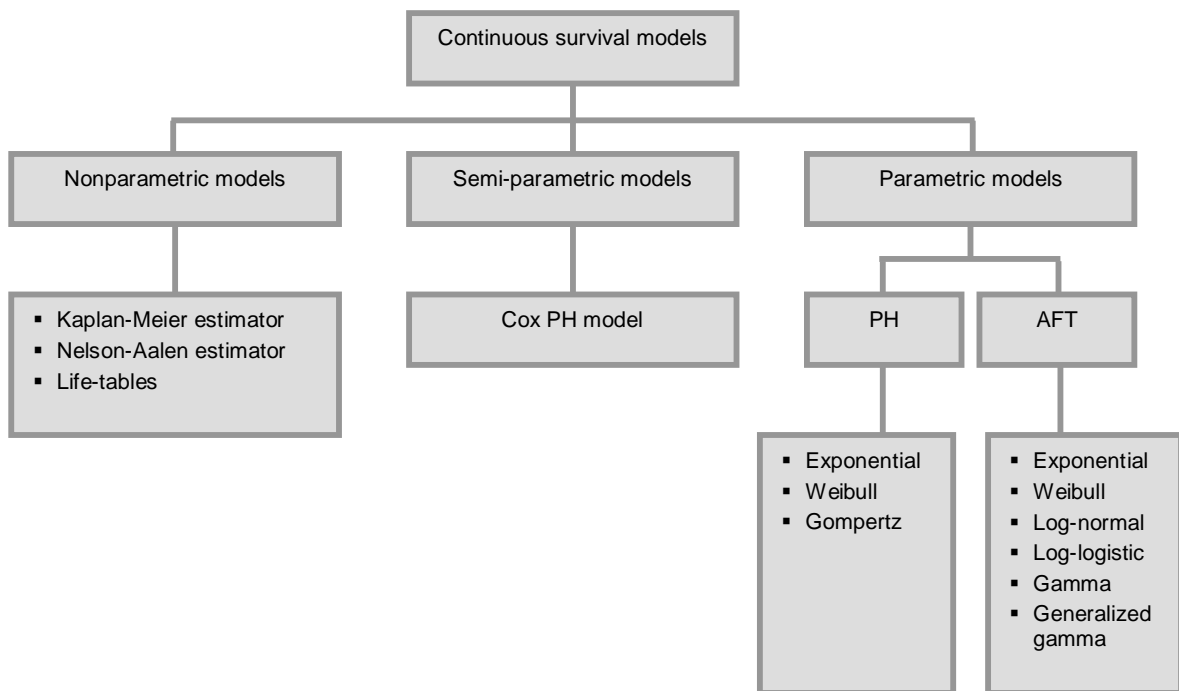 Continuous survival models
Nonparametric models
Semi-parametric models
Parametric models
▪ Kaplan-Meier estimator
▪ Nelson-Aalen estimator
▪ Life-tables
Cox PH model
PH
AFT
▪ Exponential
▪ Weibull
▪ Gompertz
▪ Exponential
▪ Weibull
▪ Log-normal
▪ Log-logistic
▪ Gamma
▪ Generalized
gamma